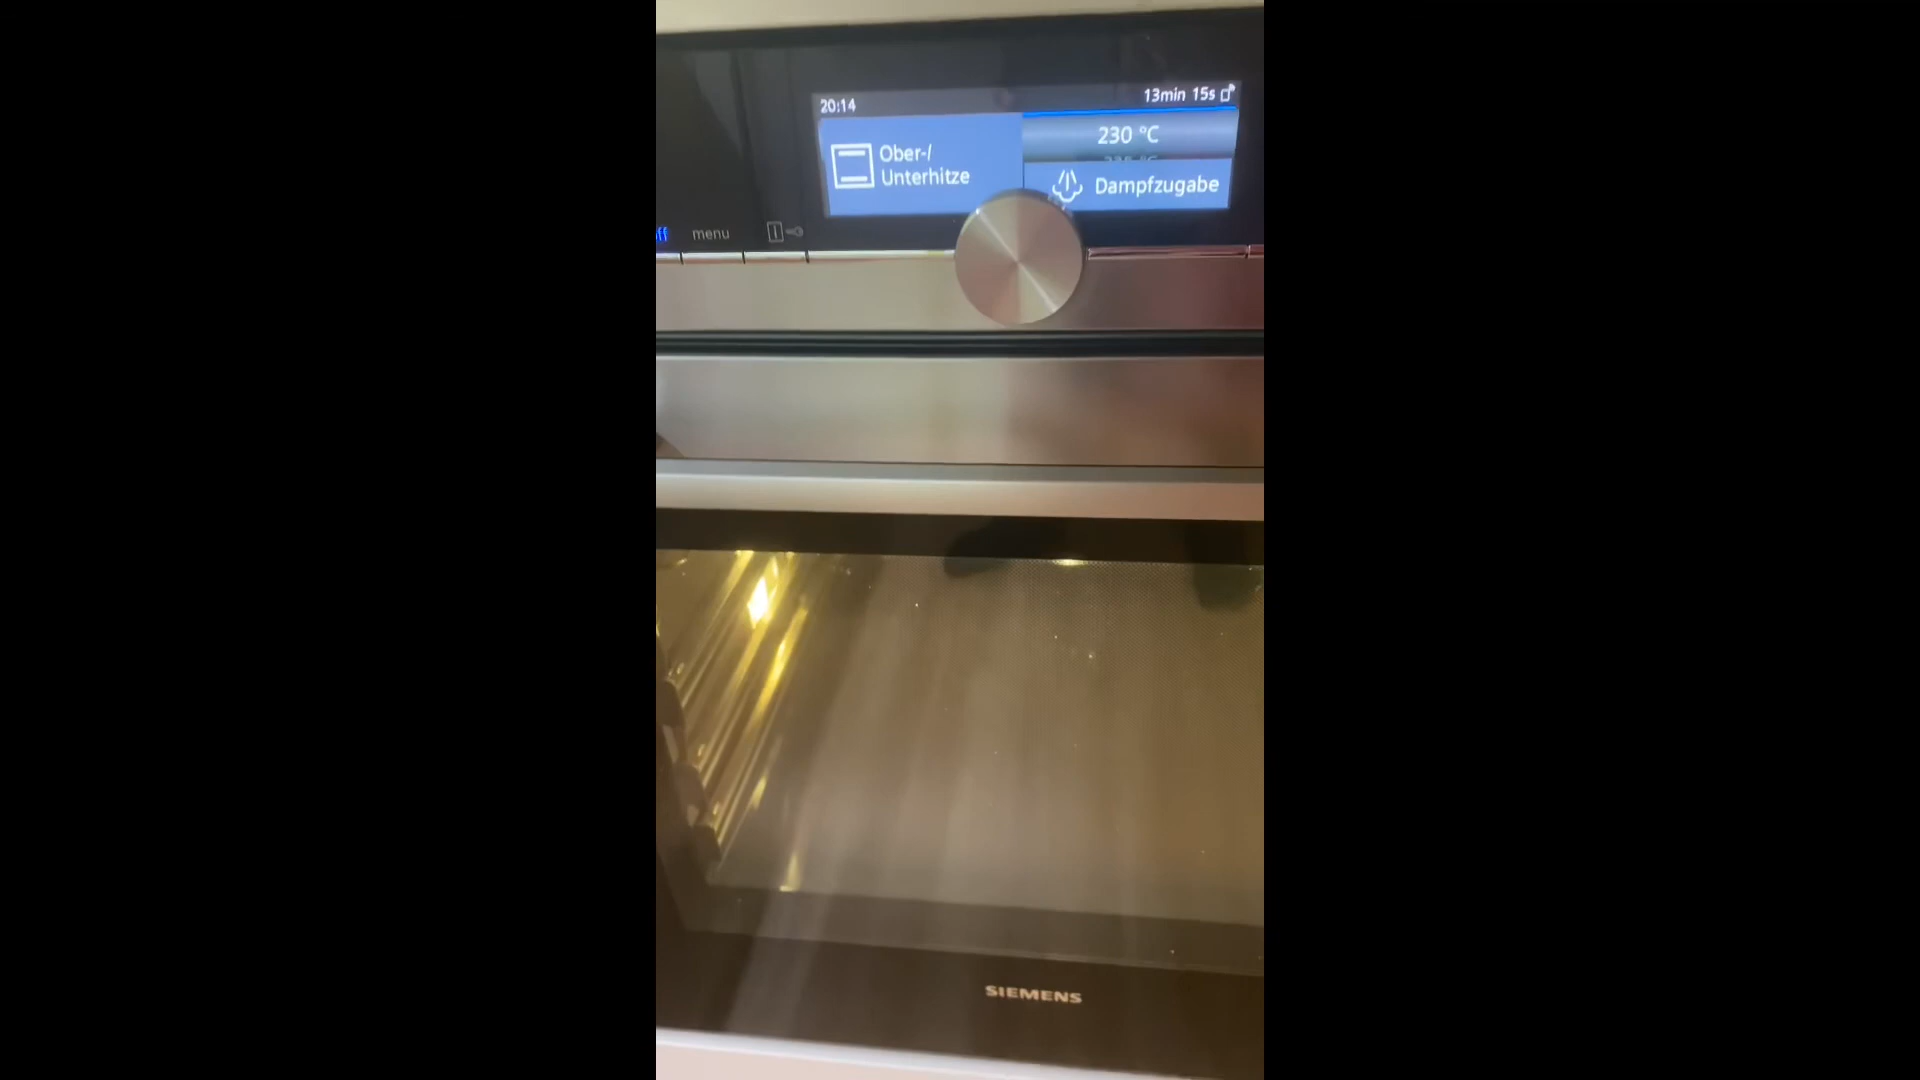 20:14
13min 15s
230 °C
Ober-/
Unterhitze
Dampfzugabe
menu
SIEMENS